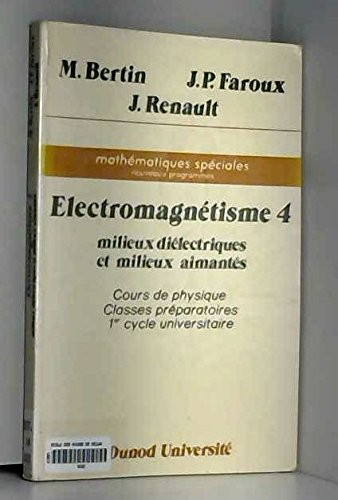 M. Bertin J.P. Faroux
J. Renault
mathématiques spéciales
nouveaux programmes
Electromagnétisme 4
milieux diélectriques
et milieux aimantés
Cours de physique
Classes préparatoires
1er cycle universitaire
Dunod Université